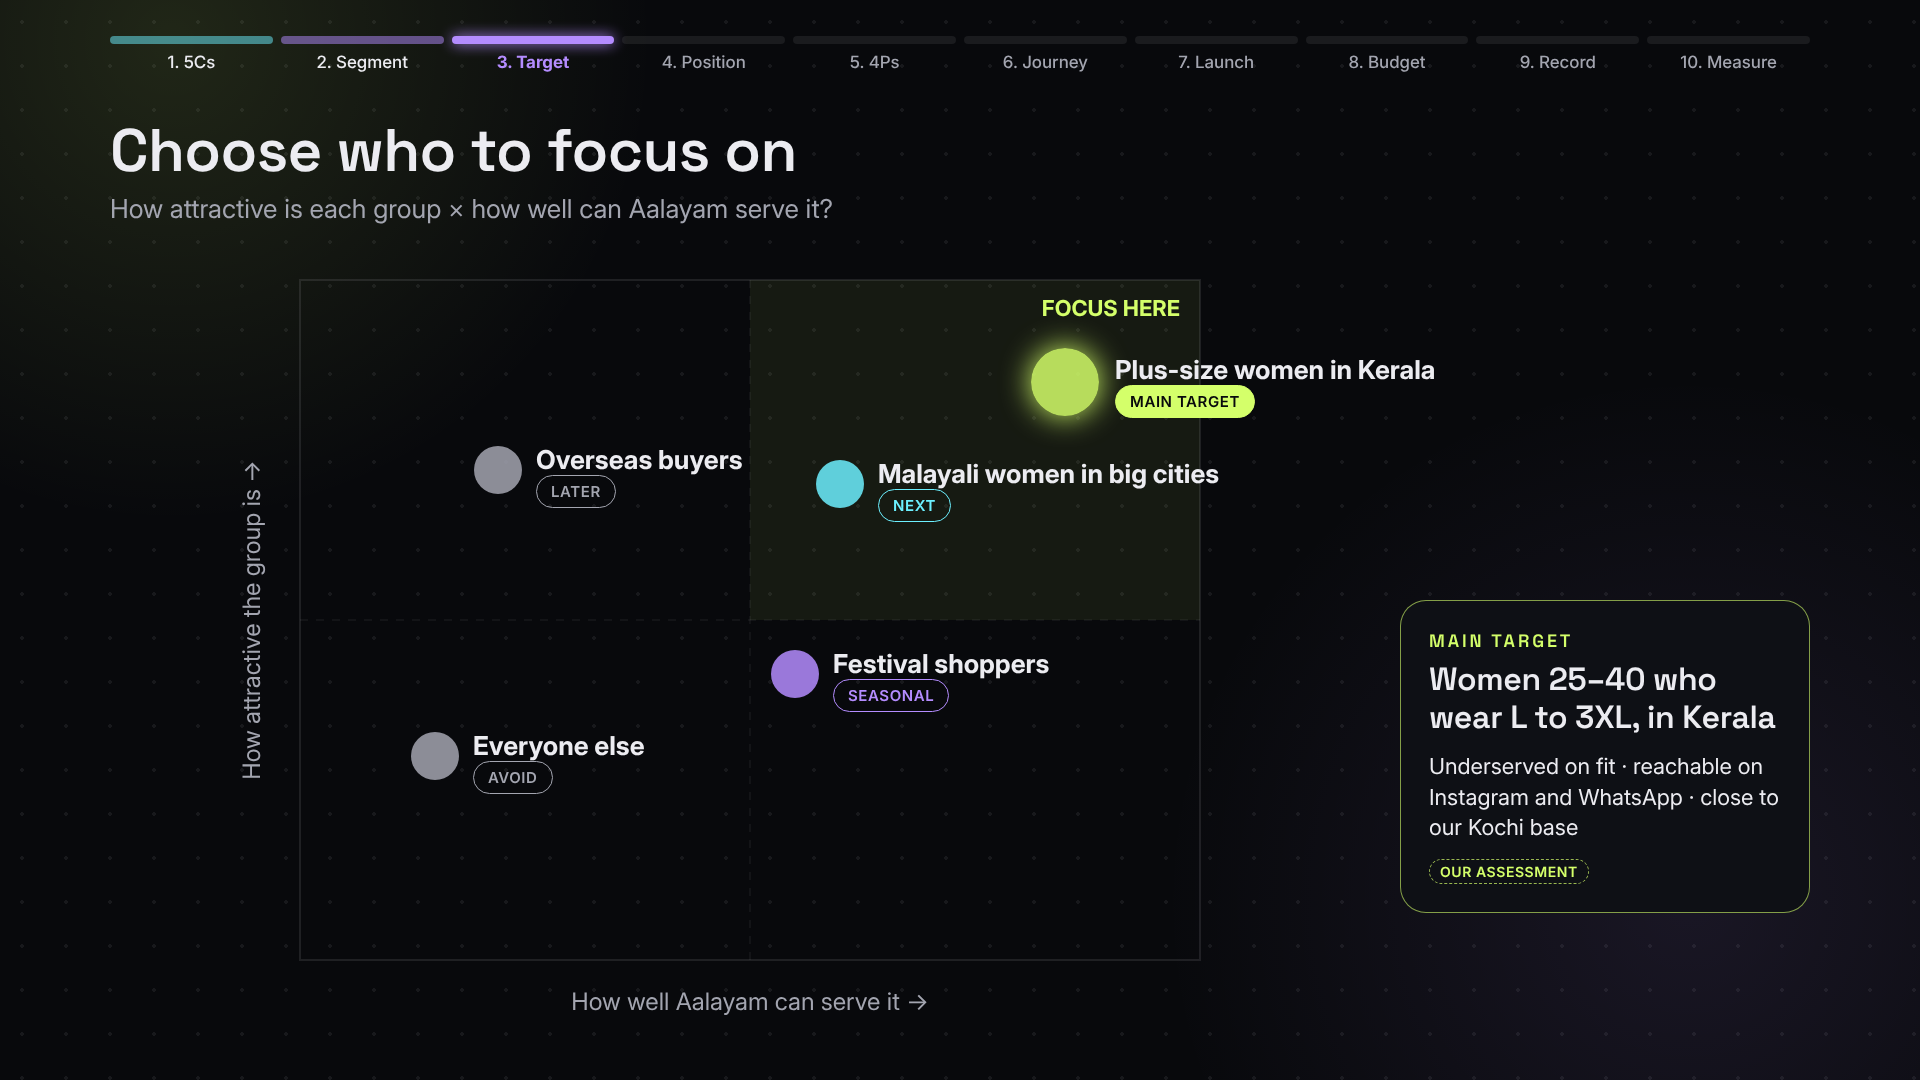 1. 5Cs
2. Segment
3. Target
4. Position
5. 4Ps
6. Journey
7. Launch
8. Budget
9. Record
10. Measure
Choose who to focus on
How attractive is each group × how well can Aalayam serve it?
FOCUS HERE
Plus-size women in Kerala
MAIN TARGET
Overseas buyers
LATER
Malayali women in big cities
NEXT
How attractive the group is →
Festival shoppers
SEASONAL
Everyone else
AVOID
How well Aalayam can serve it →
MAIN TARGET
Women 25–40 who
wear L to 3XL, in Kerala
Underserved on fit · reachable on
Instagram and WhatsApp · close to
our Kochi base
OUR ASSESSMENT